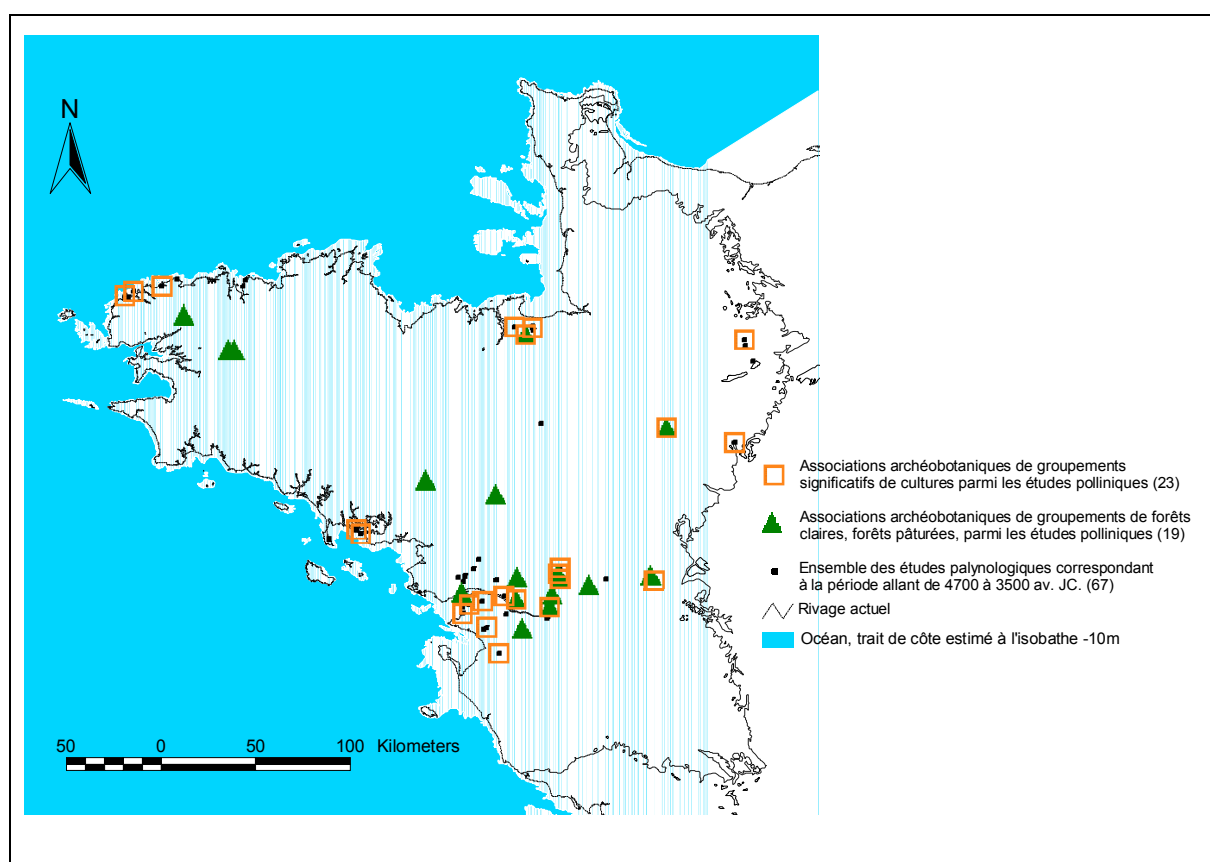 N
Associations archéobotaniques de groupements
significatifs de cultures parmi les études polliniques (23)
Associations archéobotaniques de groupements de forêts
claires, forêts pâturées, parmi les études polliniques (19)
Ensemble des études palynologiques correspondant
à la période allant de 4700 à 3500 av. JC. (67)
Rivage actuel
Océan, trait de côte estimé à l'isobathe -10m
50 0 50 100 Kilometers